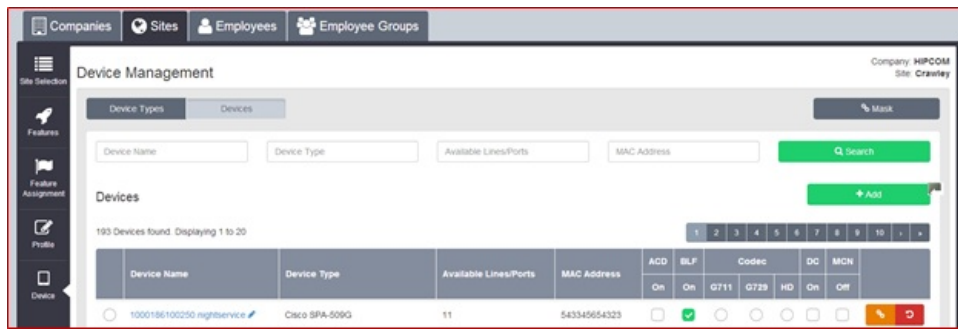 Companies Sites Employees Employee Groups
Site Selection
Device Management
Company: HIPCOM
Site: Crawley
Device Types Devices
Mask
Features
Device Name Device Type Available Lines/Ports MAC Address Search
Feature Assignment
Devices
Add
193 Devices found. Displaying 1 to 20
1 2 3 4 5 6 7 8 9 10 › »
Profile
Device Name Device Type Available Lines/Ports MAC Address ACD BLF Codec DC MCN
On On G711 G729 HD On Off
Device
1000186100250.nightservice Cisco SPA-509G 11 543345654323